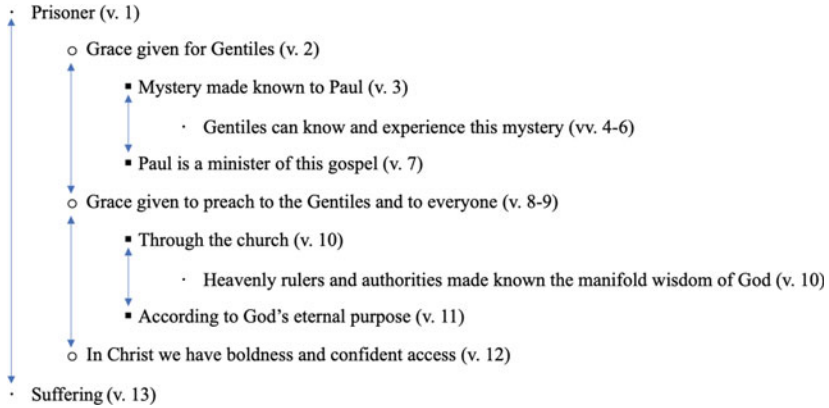 · Prisoner (v. 1)
o Grace given for Gentiles (v. 2)
▪ Mystery made known to Paul (v. 3)
· Gentiles can know and experience this mystery (vv. 4-6)
▪ Paul is a minister of this gospel (v. 7)
o Grace given to preach to the Gentiles and to everyone (v. 8-9)
▪ Through the church (v. 10)
· Heavenly rulers and authorities made known the manifold wisdom of God (v. 10)
▪ According to God’s eternal purpose (v. 11)
o In Christ we have boldness and confident access (v. 12)
· Suffering (v. 13)